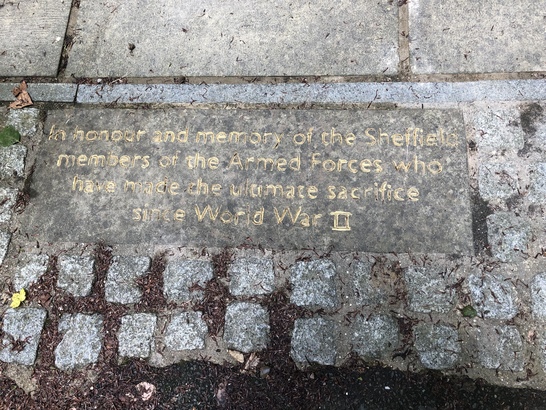 In honour and memory of the Sheffield
members of the Armed Forces who
have made the ultimate sacrifice
since World War II